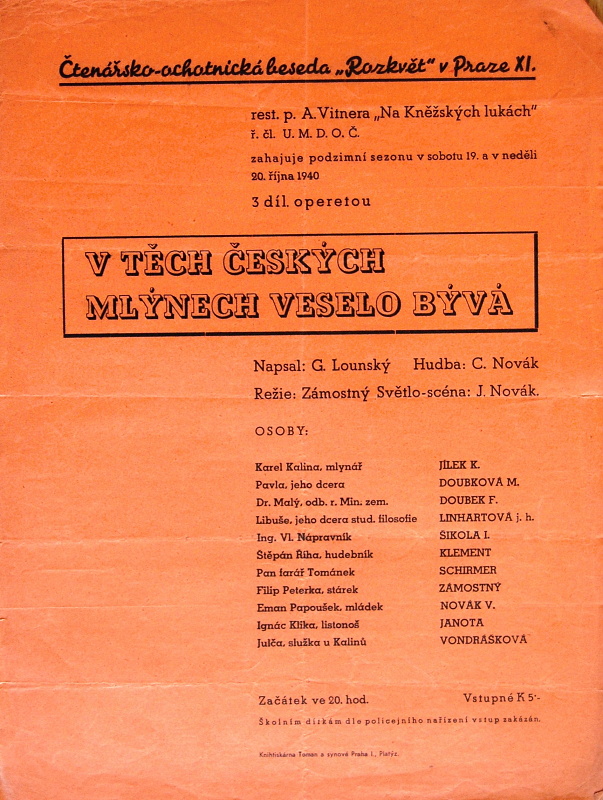 Čtenářsko-ochotnická beseda „Rozkvět“ v Praze XI.
rest. p. A. Vitnera „Na Kněžských lukách“
ř. čl. U. M. D. O. Č.
zahajuje podzimní sezonu v sobotu 19. a v neděli
20. října 1940
3 díl. operetou
V TĚCH ČESKÝCH
MLÝNECH VESELO BÝVÁ
Napsal: G. Lounský Hudba: C. Novák
Režie: Zámostný Světlo-scéna: J. Novák.
OSOBY:
Karel Kalina, mlynář JÍLEK K.
Pavla, jeho dcera DOUBKOVÁ M.
Dr. Malý, odb. r. Min. zem. DOUBEK F.
Libuše, jeho dcera stud. filosofie LINHARTOVÁ j. h.
Ing. Vl. Nápravník ŠIKOLA I.
Štěpán Říha, hudebník KLEMENT
Pan farář Tománek SCHIRMER
Filip Peterka, stárek ZÁMOSTNÝ
Eman Papoušek, mládek NOVÁK V.
Ignác Klika, listonoš JANOTA
Julča, služka u Kalinů VONDRÁŠKOVÁ
Začátek ve 20. hod. Vstupné K 5·-
Školním dítkám dle policejního nařízení vstup zakázán.
Knihtiskárna Toman a synové Praha I., Platýz.